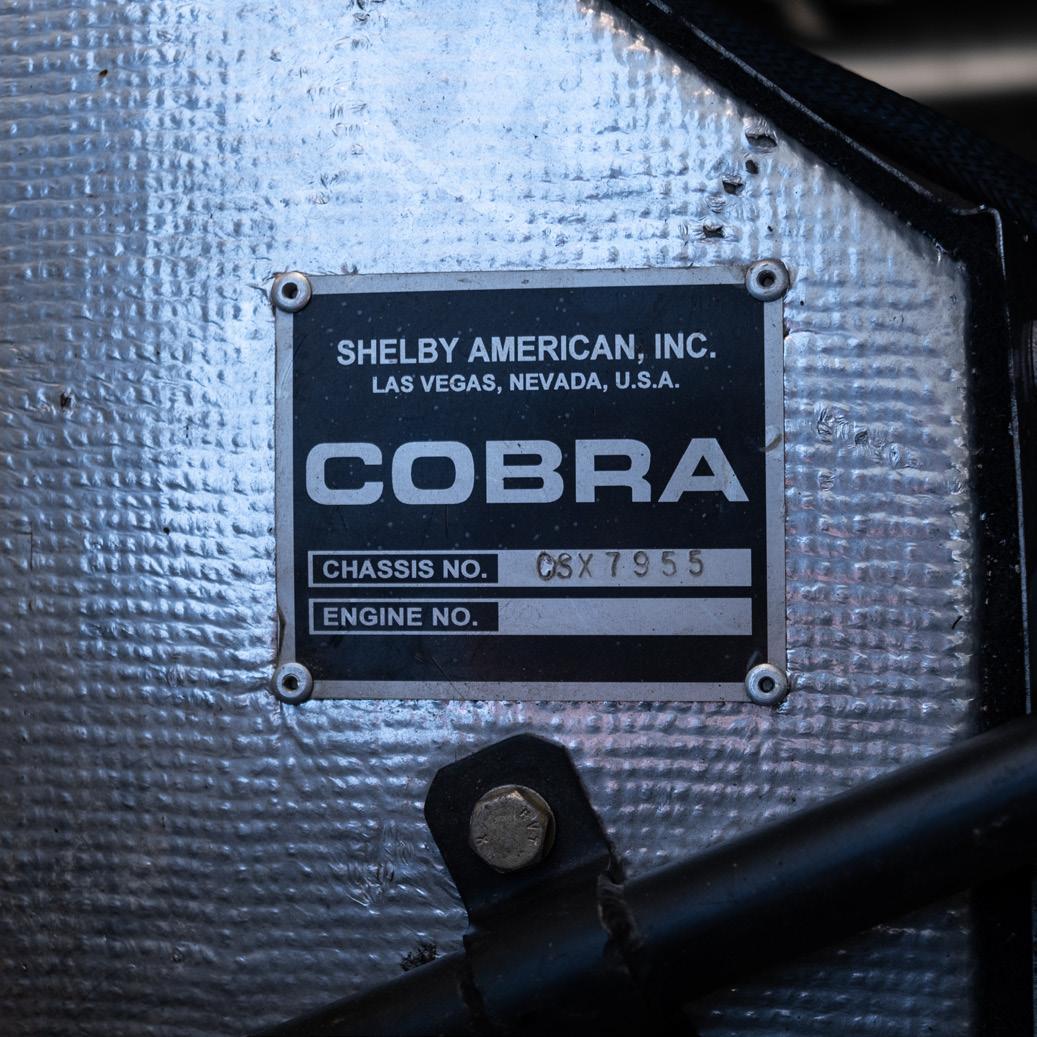 SHELBY AMERICAN, INC.
LAS VEGAS, NEVADA, U.S.A.
COBRA
CHASSIS NO. CSX7955
ENGINE NO.